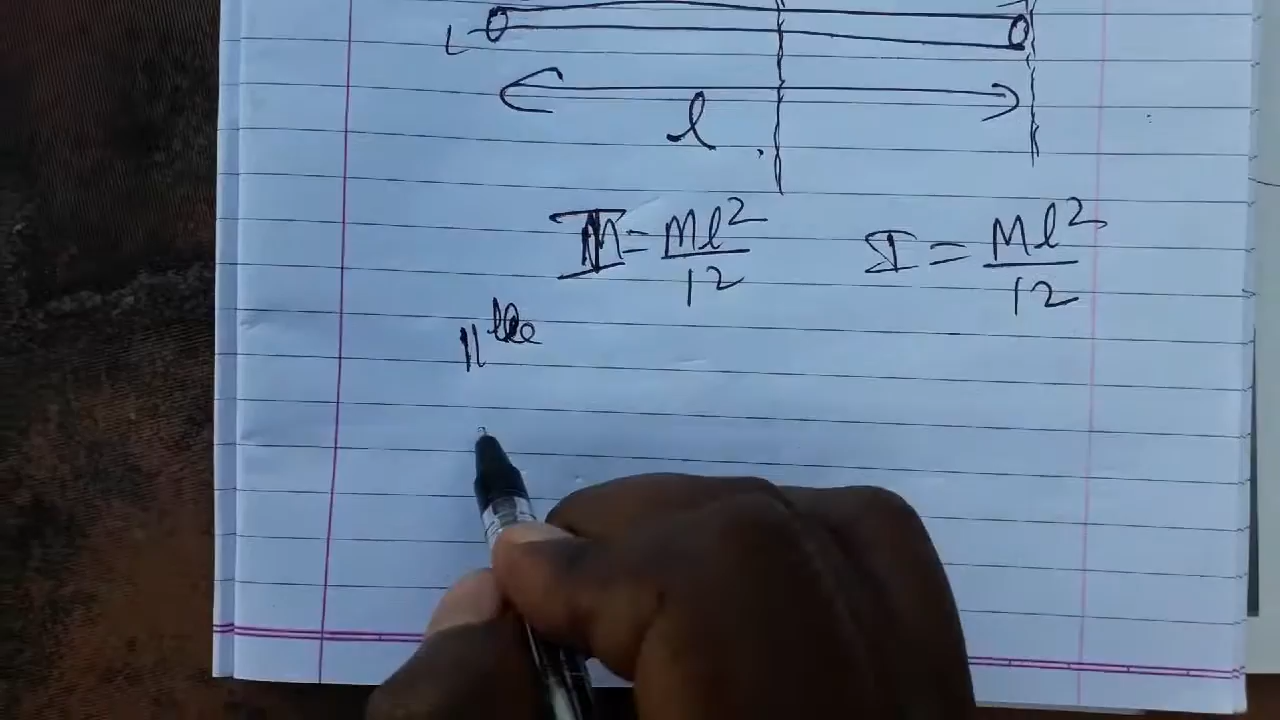 L
l
I = Ml²/12 I = Ml²/12
||